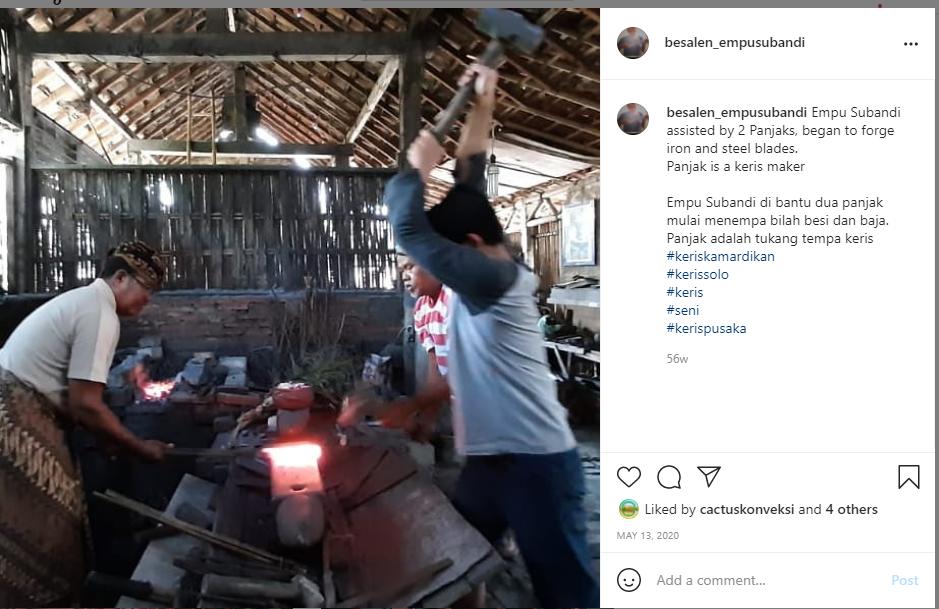 besalen_empusubandi
besalen_empusubandi Empu Subandi
assisted by 2 Panjaks, began to forge
iron and steel blades.
Panjak is a keris maker
Empu Subandi di bantu dua panjak
mulai menempa bilah besi dan baja.
Panjak adalah tukang tempa keris
#keriskamardikan
#kerissolo
#keris
#seni
#kerispusaka
56w
Liked by cactuskonveksi and 4 others
MAY 13, 2020
Add a comment... Post